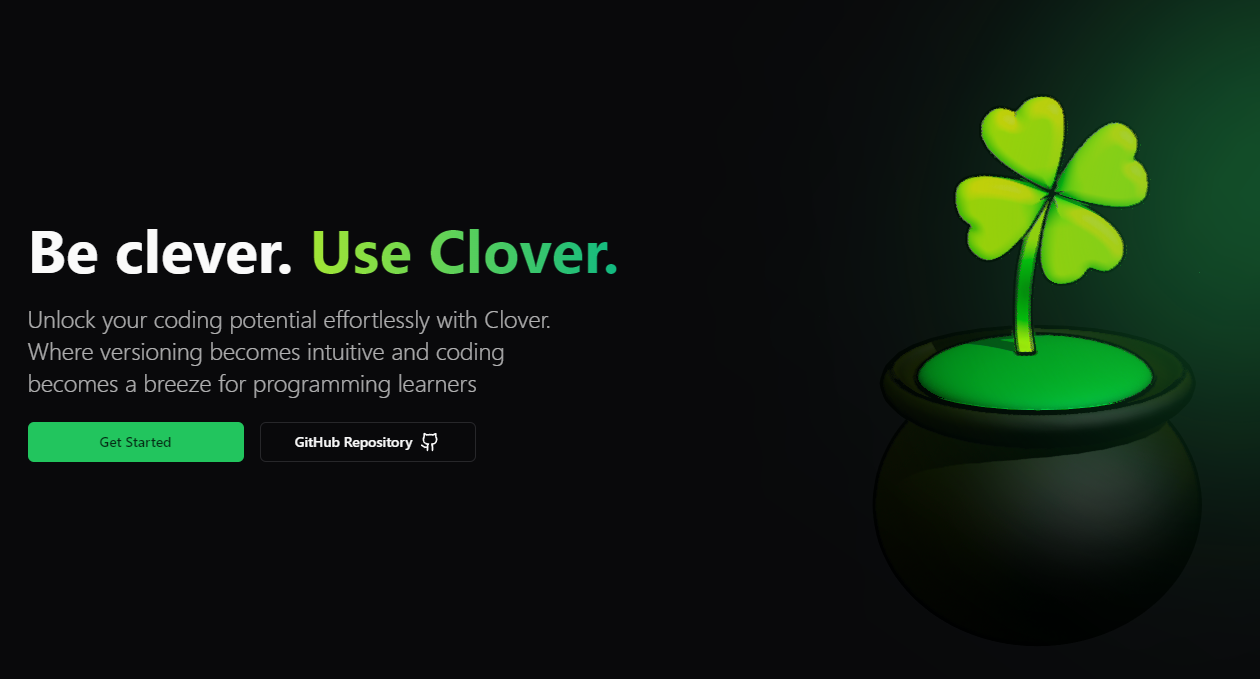 Be clever. Use Clover.
Unlock your coding potential effortlessly with Clover.
Where versioning becomes intuitive and coding
becomes a breeze for programming learners
Get Started
GitHub Repository